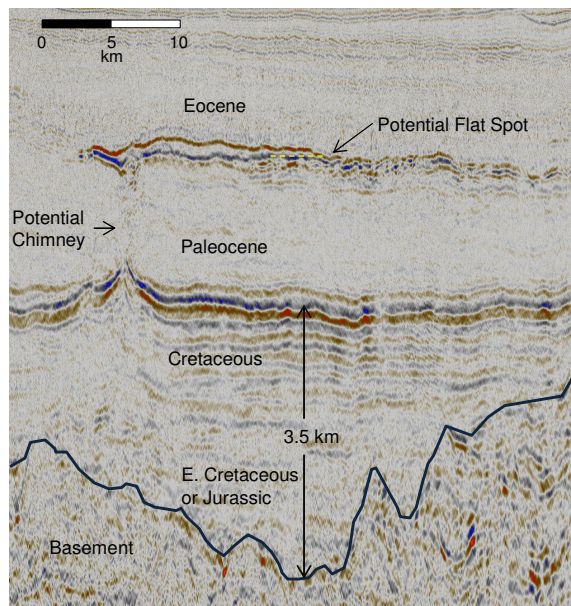 0 5 10
km
Eocene
Potential Flat Spot
Potential
Chimney
Paleocene
Cretaceous
3.5 km
E. Cretaceous
or Jurassic
Basement